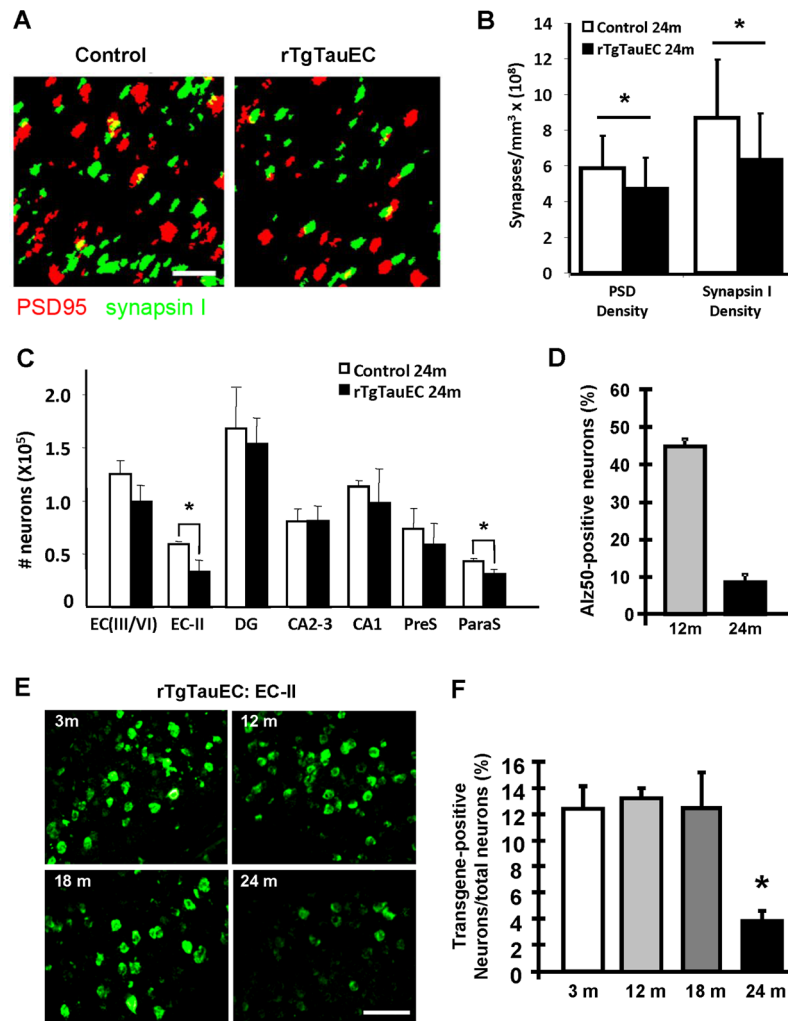 A
Control
rTgTauEC
PSD95 synapsin I
B
Control 24m
rTgTauEC 24m
Synapses/mm³ x (10⁸)
14
12
10
8
6
4
2
0
*
*
PSD
Density
Synapsin I
Density
C
Control 24m
rTgTauEC 24m
# neurons (X10⁵)
2.0
1.5
1.0
0.5
0
*
*
EC(III/VI) EC-II DG CA2-3 CA1 PreS ParaS
D
Alz50-positive neurons (%)
60
50
40
30
20
10
0
12m 24m
E
rTgTauEC: EC-II
3m
12 m
18 m
24 m
F
Transgene-positive
Neurons/total neurons (%)
16
14
12
10
8
6
4
2
0
*
3 m 12 m 18 m 24 m